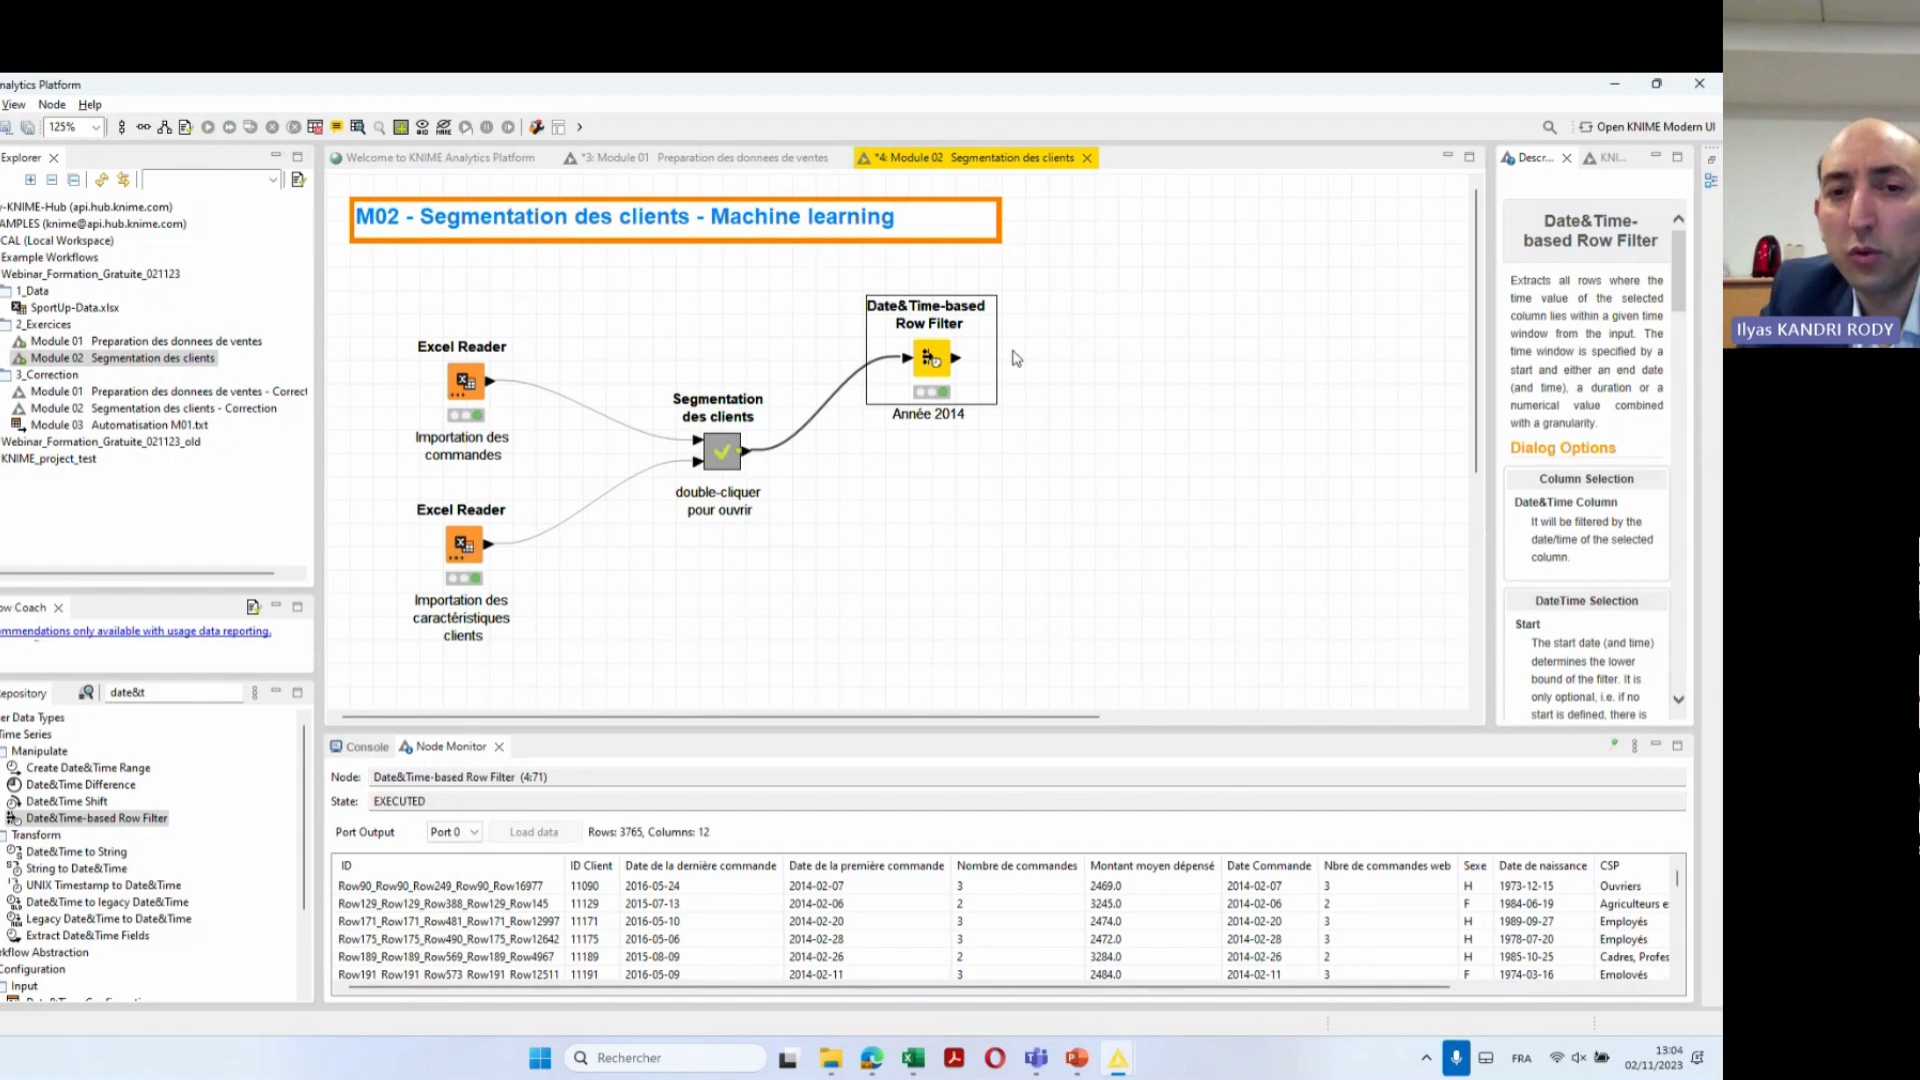 nalytics Platform
View Node Help
125%
Open KNIME Modern UI
Explorer
y-KNIME-Hub (api.hub.knime.com)
AMPLES (knime@api.hub.knime.com)
CAL (Local Workspace)
Example Workflows
Webinar_Formation_Gratuite_021123
1_Data
SportUp-Data.xlsx
2_Exercices
Module 01 Preparation des donnees de ventes
Module 02 Segmentation des clients
3_Correction
Module 01 Preparation des donnees de ventes - Correct
Module 02 Segmentation des clients - Correction
Module 03 Automatisation M01.txt
Webinar_Formation_Gratuite_021123_old
KNIME_project_test
ow Coach
ommendations only available with usage data reporting.
epository
date&t
er Data Types
Time Series
Manipulate
Create Date&Time Range
Date&Time Difference
Date&Time Shift
Date&Time-based Row Filter
Transform
Date&Time to String
String to Date&Time
UNIX Timestamp to Date&Time
Date&Time to legacy Date&Time
Legacy Date&Time to Date&Time
Extract Date&Time Fields
rkflow Abstraction
Configuration
Input
Welcome to KNIME Analytics Platform
*3: Module 01 Preparation des donnees de ventes
*4: Module 02 Segmentation des clients
M02 - Segmentation des clients - Machine learning
Excel Reader
Importation des
commandes
Excel Reader
Importation des
caractéristiques
clients
Segmentation
des clients
double-cliquer
pour ouvrir
Date&Time-based
Row Filter
Année 2014
Descr...
KNI...
Date&Time-
based Row Filter
Extracts all rows where the
time value of the selected
column lies within a given time
window from the input. The
time window is specified by a
start and either an end date
(and time), a duration or a
numerical value combined
with a granularity.
Dialog Options
Column Selection
Date&Time Column
It will be filtered by the
date/time of the selected
column.
DateTime Selection
Start
The start date (and time)
determines the lower
bound of the filter. It is
only optional, i.e. if no
start is defined, there is
Console
Node Monitor
Node: Date&Time-based Row Filter (4:71)
State: EXECUTED
Port Output Port 0 Load data Rows: 3765, Columns: 12
ID ID Client Date de la dernière commande Date de la première commande Nombre de commandes Montant moyen dépensé Date Commande Nbre de commandes web Sexe Date de naissance CSP
Row90_Row90_Row249_Row90_Row16977 11090 2016-05-24 2014-02-07 3 2469.0 2014-02-07 3 H 1973-12-15 Ouvriers
Row129_Row129_Row388_Row129_Row145 11129 2015-07-13 2014-02-06 2 3245.0 2014-02-06 2 F 1984-06-19 Agriculteurs e
Row171_Row171_Row481_Row171_Row12997 11171 2016-05-10 2014-02-20 3 2474.0 2014-02-20 3 H 1989-09-27 Employés
Row175_Row175_Row490_Row175_Row12642 11175 2016-05-06 2014-02-28 3 2472.0 2014-02-28 3 H 1978-07-20 Employés
Row189_Row189_Row569_Row189_Row4967 11189 2015-08-09 2014-02-26 2 3284.0 2014-02-26 2 H 1985-10-25 Cadres, Profes
Row191 Row191 Row573 Row191 Row12511 11191 2016-05-09 2014-02-11 3 2484.0 2014-02-11 3 F 1974-03-16 Employés
Rechercher
FRA
13:04
02/11/2023
Ilyas KANDRI RODY